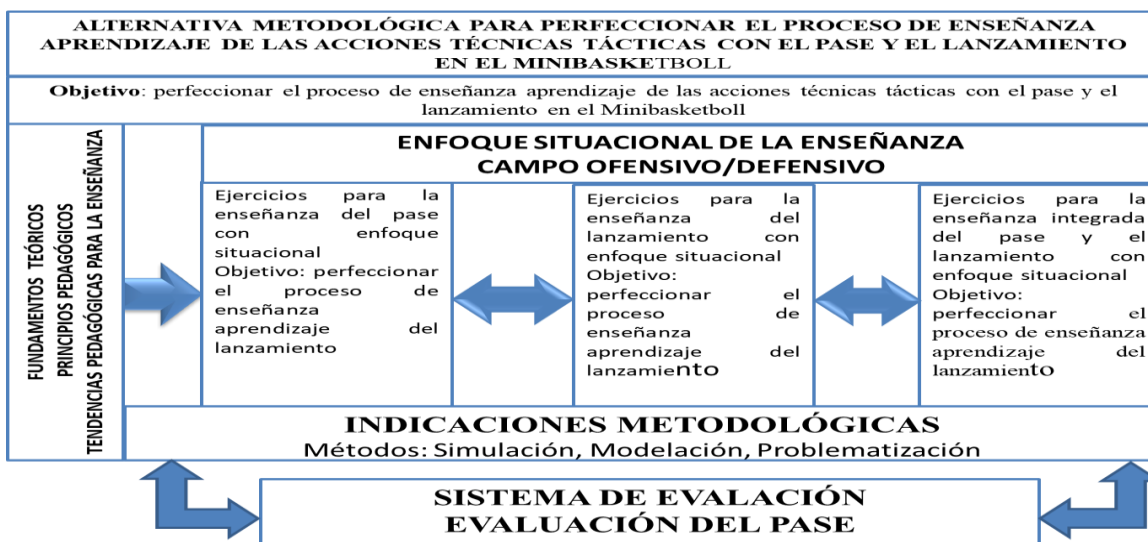 ALTERNATIVA METODOLÓGICA PARA PERFECCIONAR EL PROCESO DE ENSEÑANZA
APRENDIZAJE DE LAS ACCIONES TÉCNICAS TÁCTICAS CON EL PASE Y EL LANZAMIENTO
EN EL MINIBASKETBOLL
Objetivo: perfeccionar el proceso de enseñanza aprendizaje de las acciones técnicas tácticas con el pase y el
lanzamiento en el Minibasketboll
FUNDAMENTOS TEÓRICOS
PRINCIPIOS PEDAGÓGICOS
TENDENCIAS PEDAGÓGICAS PARA LA ENSEÑANZA
ENFOQUE SITUACIONAL DE LA ENSEÑANZA
CAMPO OFENSIVO/DEFENSIVO
Ejercicios para la
enseñanza del pase
con enfoque
situacional
Objetivo: perfeccionar
el proceso de
enseñanza
aprendizaje del
lanzamiento
Ejercicios para la
enseñanza del
lanzamiento con
enfoque situacional
Objetivo:
perfeccionar el
proceso de
enseñanza
aprendizaje del
lanzamiento
Ejercicios para la
enseñanza integrada
del pase y el
lanzamiento con
enfoque situacional
Objetivo:
perfeccionar el
proceso de enseñanza
aprendizaje del
lanzamiento
INDICACIONES METODOLÓGICAS
Métodos: Simulación, Modelación, Problematización
SISTEMA DE EVALACIÓN
EVALUACIÓN DEL PASE